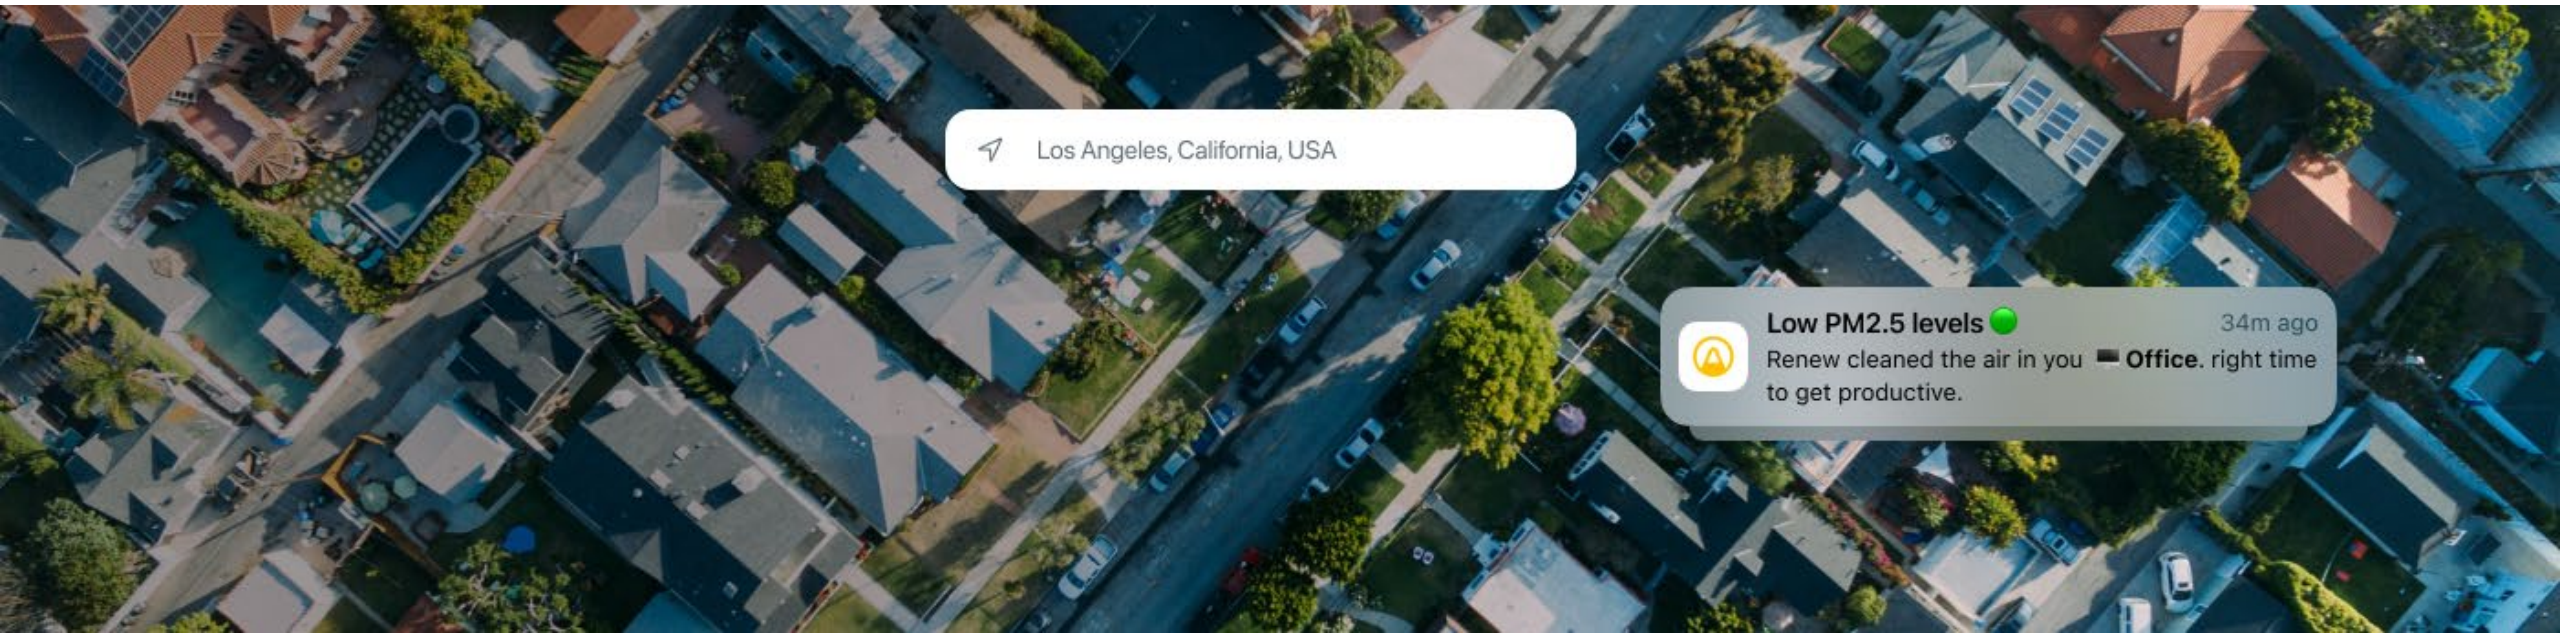 Los Angeles, California, USA
Low PM2.5 levels
34m ago
Renew cleaned the air in you Office. right time
to get productive.